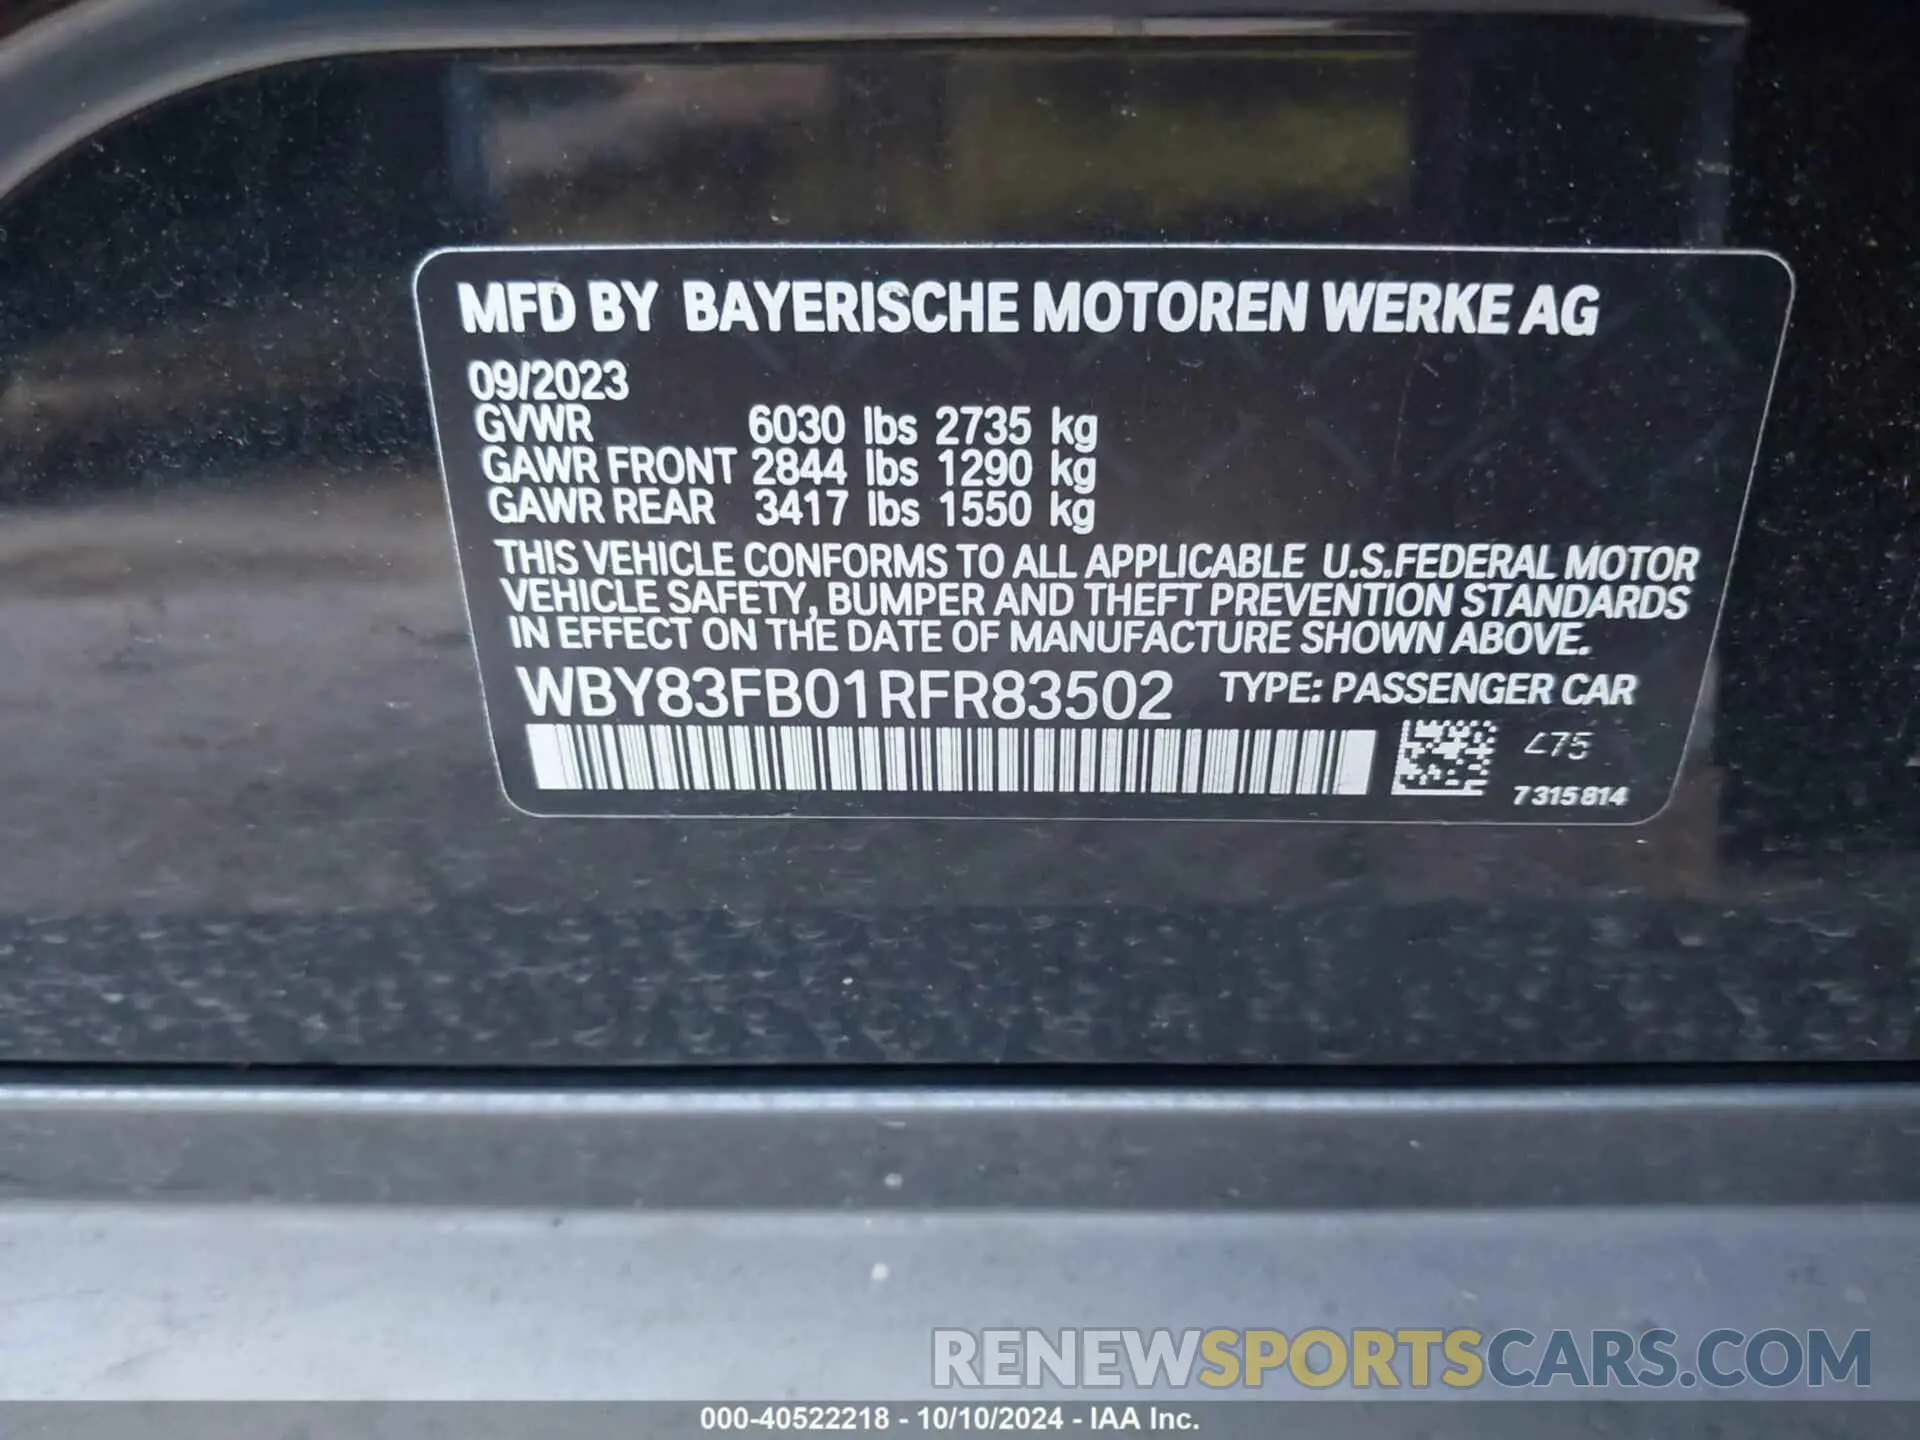 MFD BY BAYERISCHE MOTOREN WERKE AG
09/2023
GVWR 6030 lbs 2735 kg
GAWR FRONT 2844 lbs 1290 kg
GAWR REAR 3417 lbs 1550 kg
THIS VEHICLE CONFORMS TO ALL APPLICABLE U.S.FEDERAL MOTOR
VEHICLE SAFETY, BUMPER AND THEFT PREVENTION STANDARDS
IN EFFECT ON THE DATE OF MANUFACTURE SHOWN ABOVE.
WBY83FB01RFR83502 TYPE: PASSENGER CAR
7315814
RENEWSPORTSCARS.COM
000-40522218 - 10/10/2024 - IAA Inc.